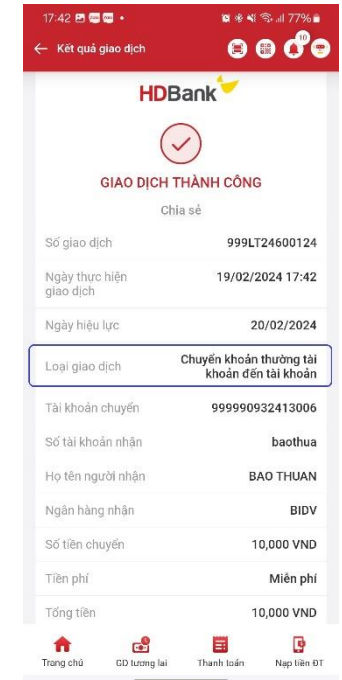 17:42
77%
Kết quả giao dịch
10
HDBank
GIAO DỊCH THÀNH CÔNG
Chia sẻ
Số giao dịch 999LT24600124
Ngày thực hiện 19/02/2024 17:42
giao dịch
Ngày hiệu lực 20/02/2024
Loại giao dịch Chuyển khoản thường tài
khoản đến tài khoản
Tài khoản chuyển 999990932413006
Số tài khoản nhận baothua
Họ tên người nhận BAO THUAN
Ngân hàng nhận BIDV
Số tiền chuyển 10,000 VND
Tiền phí Miễn phí
Tổng tiền 10,000 VND
Trang chủ GD tương lai Thanh toán Nạp tiền ĐT